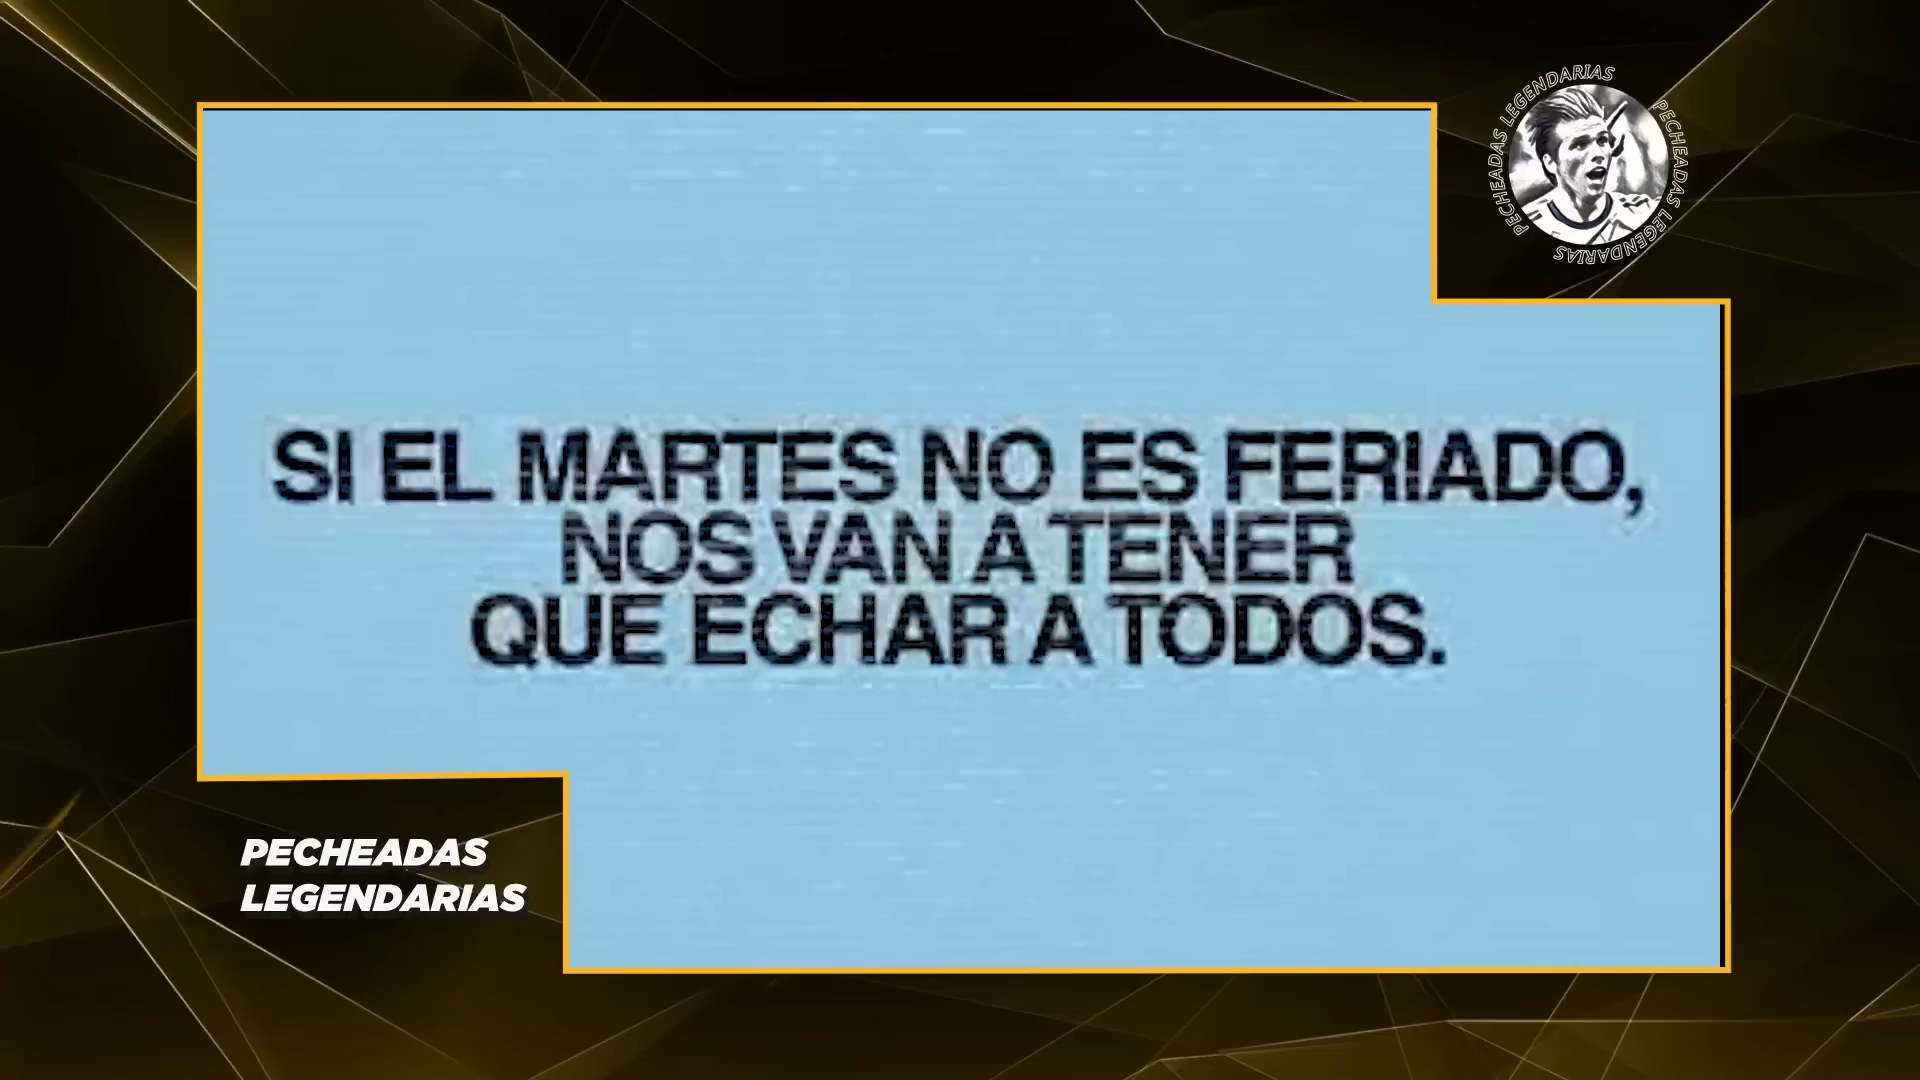 PECHEADAS LEGENDARIAS PECHEADAS LEGENDARIAS
SI EL MARTES NO ES FERIADO,
NOS VAN A TENER
QUE ECHAR A TODOS.
PECHEADAS
LEGENDARIAS